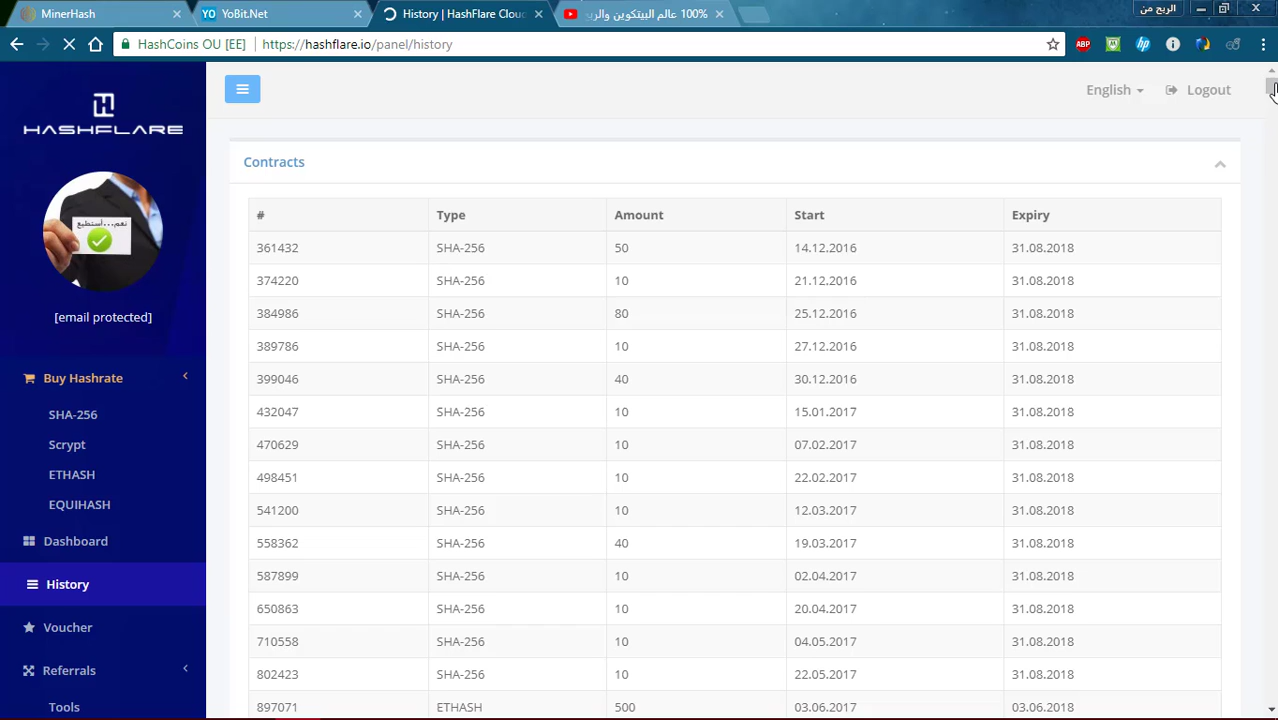 MinerHash
YoBit.Net
History | HashFlare Clou
100% عالم البيتكوين والربح
الربح من
HashCoins OU [EE]
https://hashflare.io/panel/history
ABP
hp
HASHFLARE
نعم...أستطيع
[email protected]
Buy Hashrate
SHA-256
Scrypt
ETHASH
EQUIHASH
Dashboard
History
Voucher
Referrals
Tools
English
Logout
Contracts
# Type Amount Start Expiry
361432 SHA-256 50 14.12.2016 31.08.2018
374220 SHA-256 10 21.12.2016 31.08.2018
384986 SHA-256 80 25.12.2016 31.08.2018
389786 SHA-256 10 27.12.2016 31.08.2018
399046 SHA-256 40 30.12.2016 31.08.2018
432047 SHA-256 10 15.01.2017 31.08.2018
470629 SHA-256 10 07.02.2017 31.08.2018
498451 SHA-256 10 22.02.2017 31.08.2018
541200 SHA-256 10 12.03.2017 31.08.2018
558362 SHA-256 40 19.03.2017 31.08.2018
587899 SHA-256 10 02.04.2017 31.08.2018
650863 SHA-256 10 20.04.2017 31.08.2018
710558 SHA-256 10 04.05.2017 31.08.2018
802423 SHA-256 10 22.05.2017 31.08.2018
897071 ETHASH 500 03.06.2017 03.06.2018